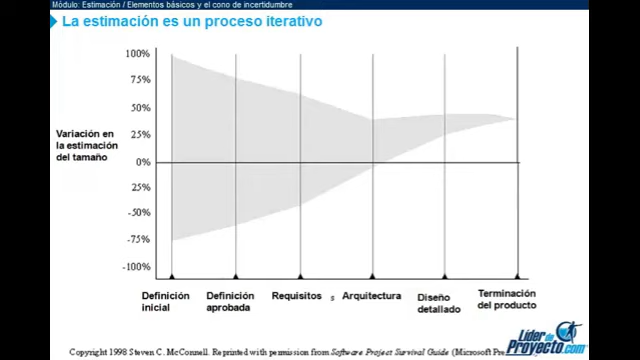 Módulo: Estimación / Elementos básicos y el cono de incertidumbre
La estimación es un proceso iterativo
100%
75%
50%
25%
0%
25%
-50%
-75%
-100%
Variación en
la estimación
del tamaño
Definición
inicial
Definición
aprobada
Requisitos
s
Arquitectura
Diseño
detallado
Terminación
del producto
Líder de
Proyecto.com
Copyright 1998 Steven C. McConnell. Reprinted with permission from Software Project Survival Guide (Microsoft Pre